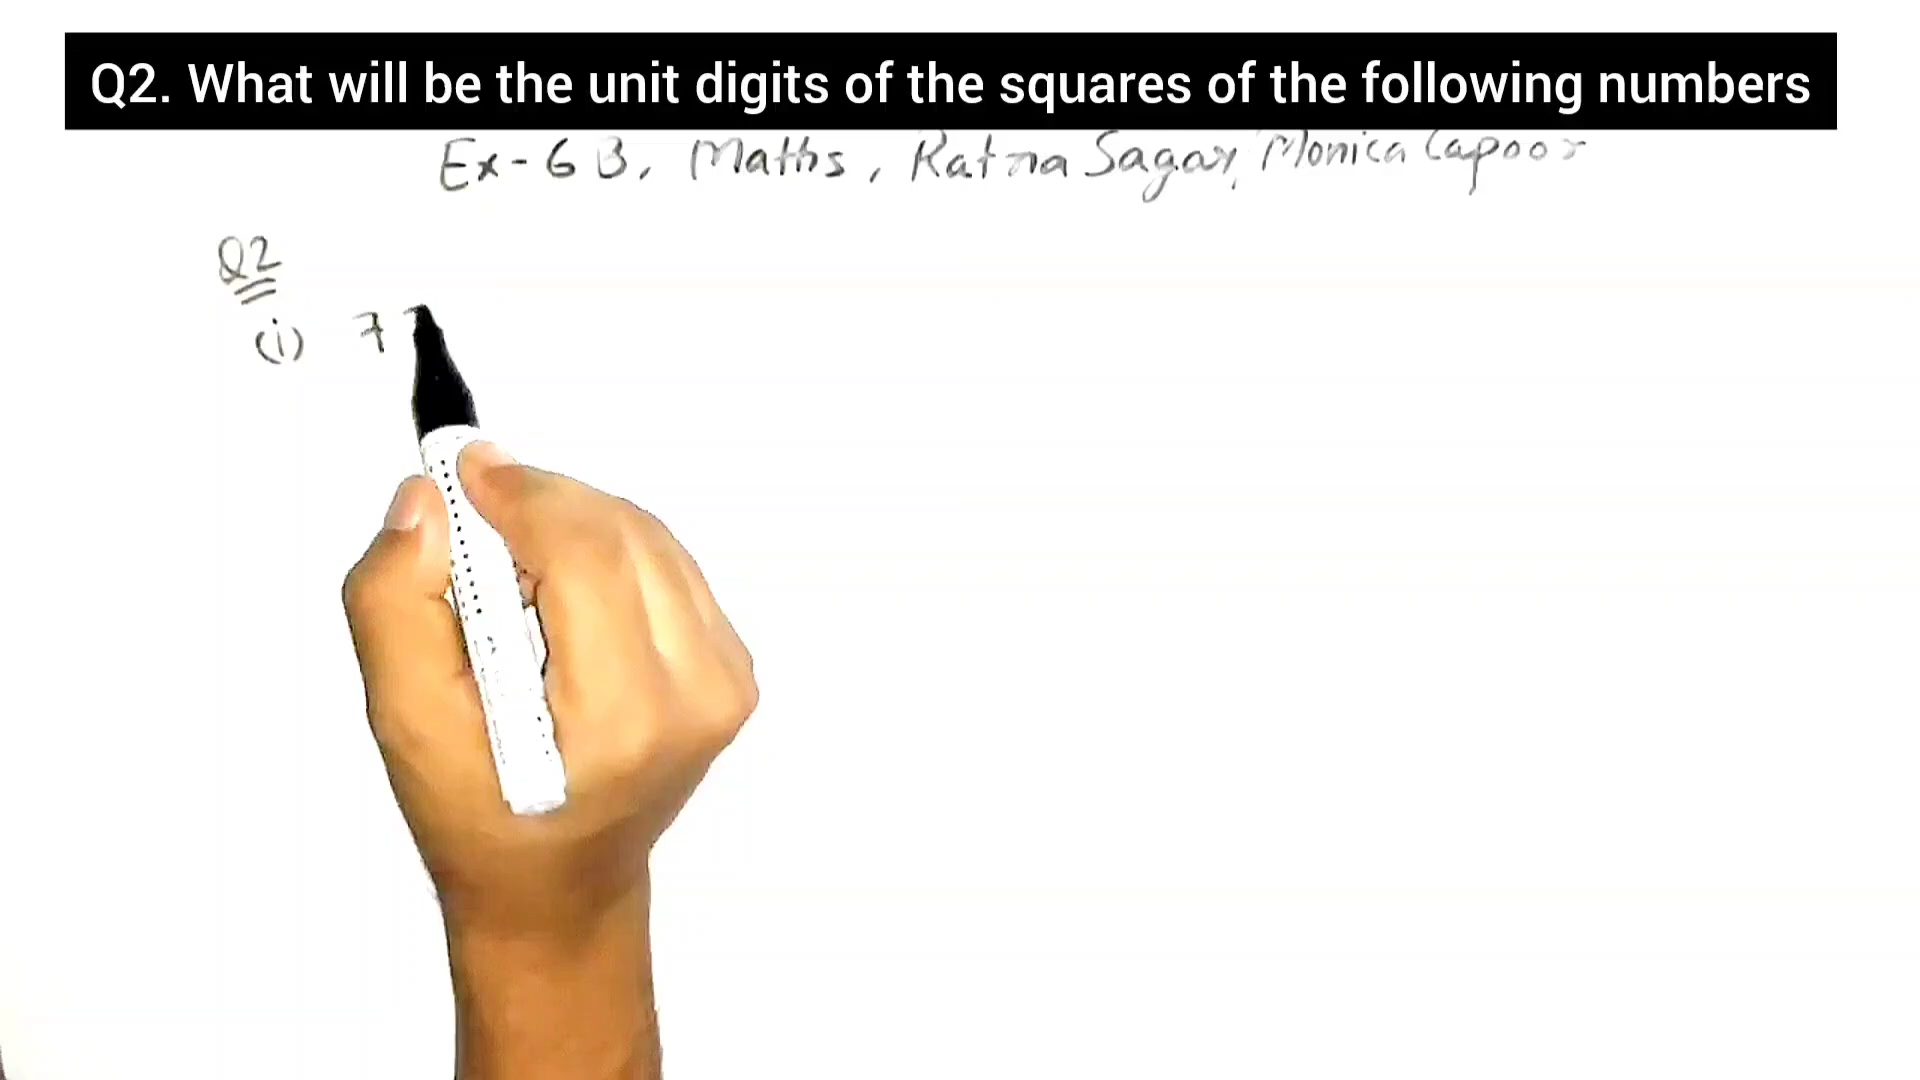 Q2. What will be the unit digits of the squares of the following numbers
Ex-6B, Maths, Ratna Sagar, Monica Capoor
Q2
(i) 7